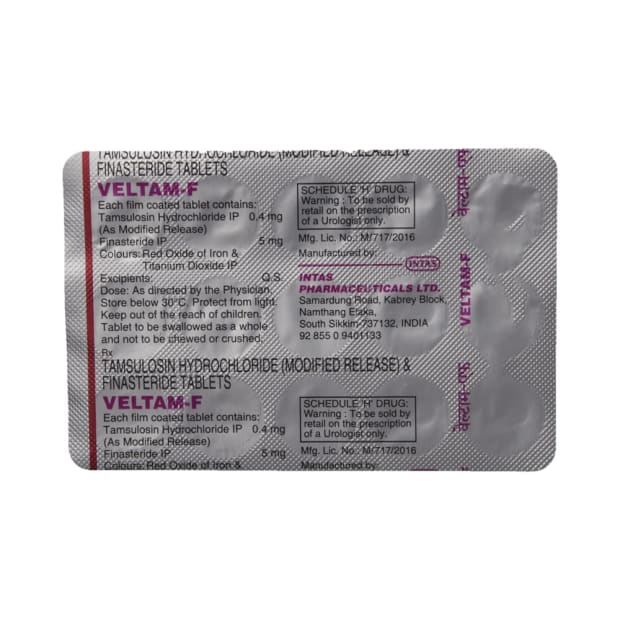 TAMSULOSIN HYDROCHLORIDE (MODIFIED RELEASE) &
FINASTERIDE TABLETS
VELTAM-F
Each film coated tablet contains:
Tamsulosin Hydrochloride IP 0.4 mg
(As Modified Release)
Finasteride IP 5 mg
Colours: Red Oxide of Iron &
Titanium Dioxide IP
Excipients: Q.S.
Dose: As directed by the Physician.
Store below 30°C. Protect from light.
Keep out of the reach of children.
Tablet to be swallowed as a whole
and not to be chewed or crushed.
SCHEDULE 'H' DRUG:
Warning : To be sold by
retail on the prescription
of a Urologist only.
Mfg. Lic. No.: M/717/2016
Manufactured by:
INTAS
INTAS
PHARMACEUTICALS LTD.
Samardung Road, Kabrey Block,
Namthang Elaka,
South Sikkim-737132, INDIA
92 855 0 9401133
Rx
TAMSULOSIN HYDROCHLORIDE (MODIFIED RELEASE) &
FINASTERIDE TABLETS
VELTAM-F
Each film coated tablet contains:
Tamsulosin Hydrochloride IP 0.4 mg
(As Modified Release)
Finasteride IP 5 mg
Colours: Red Oxide of Iron &
SCHEDULE 'H' DRUG:
Warning : To be sold by
retail on the prescription
of a Urologist only.
Mfg. Lic. No.: M/717/2016
Manufactured by:
वेल्टाम-एफ
VELTAM-F
वेल्टाम-एफ